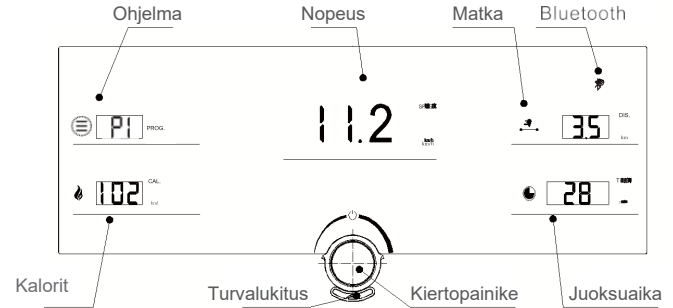 Ohjelma Nopeus Matka Bluetooth
P1 PROG.
11.2
km/h
3.5 DIS.
km
102 CAL.
kcal
28
Kalorit Turvalukitus Kiertopainike Juoksuaika